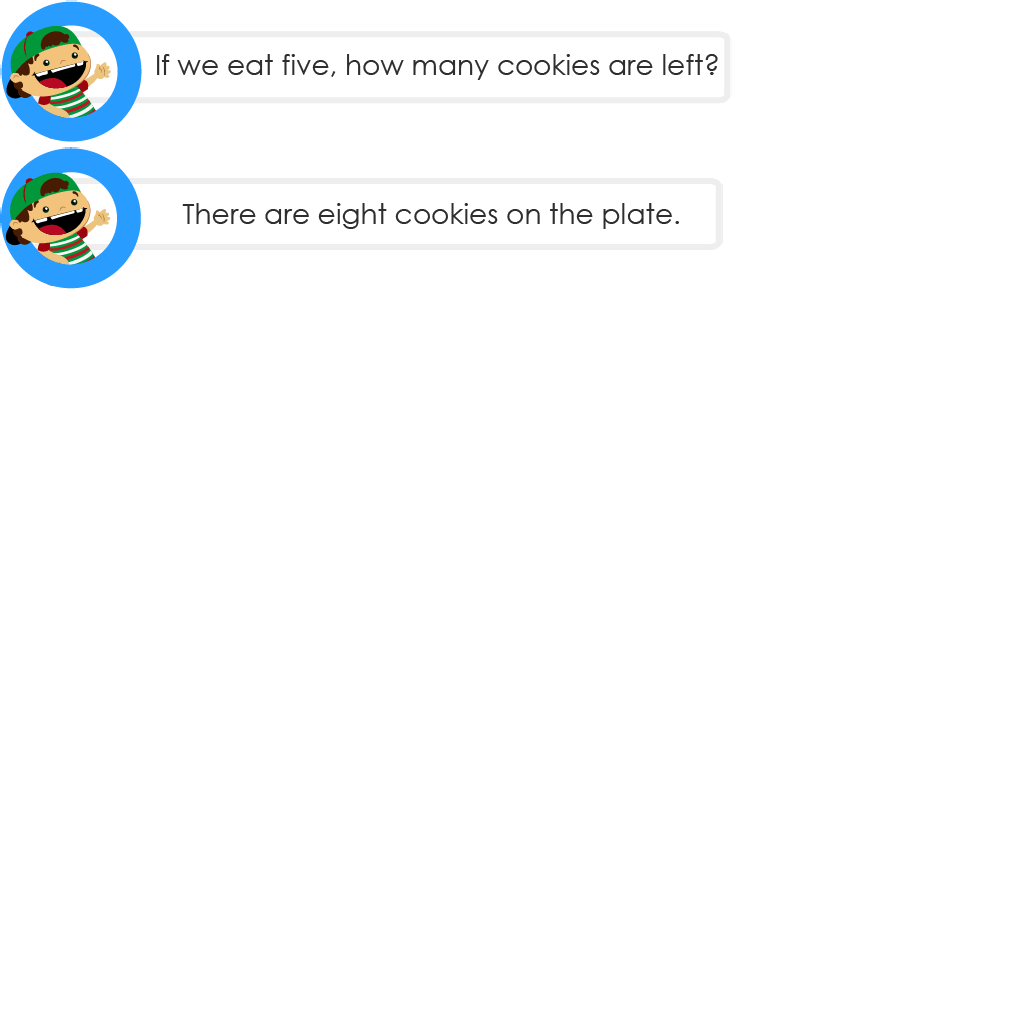 If we eat five, how many cookies are left?
There are eight cookies on the plate.